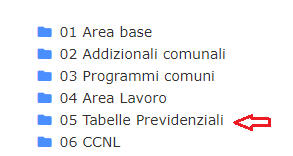 01 Area base
02 Addizionali comunali
03 Programmi comuni
04 Area Lavoro
05 Tabelle Previdenziali
06 CCNL